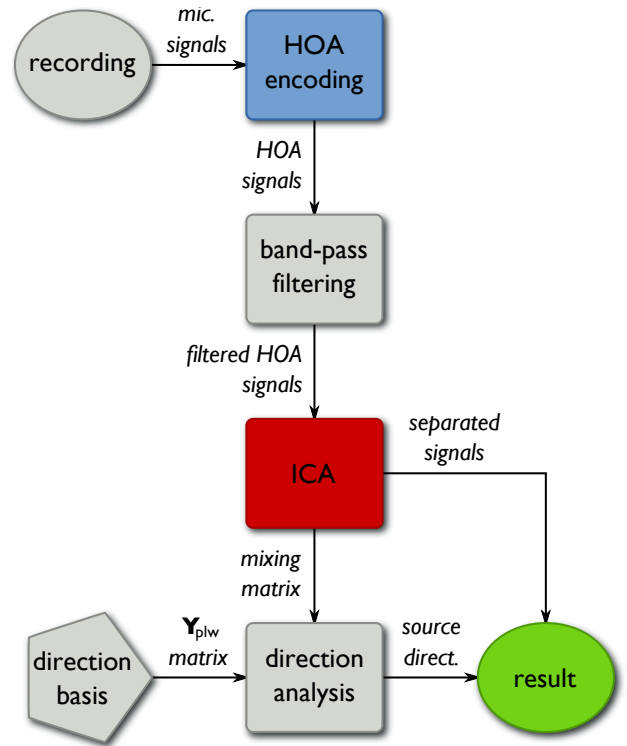 mic.
signals
recording
HOA
encoding
HOA
signals
band-pass
filtering
filtered HOA
signals
separated
signals
ICA
mixing
matrix
Yplw
matrix
source
direct.
direction
basis
direction
analysis
result